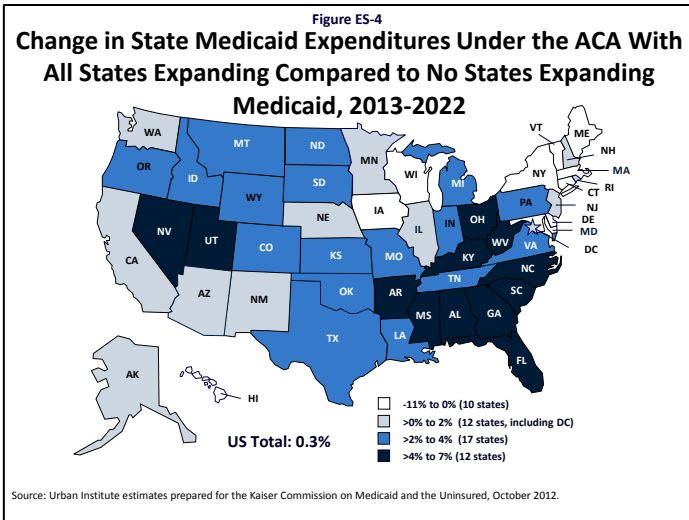 Figure ES-4
Change in State Medicaid Expenditures Under the ACA With
All States Expanding Compared to No States Expanding
Medicaid, 2013-2022
WA
VT
ME
MT
ND
MN
NH
OR
MA
ID
SD
WI
NY
WY
MI
RI
CT
IA
PA
NJ
NE
NV
OH
DE
IL
IN
MD
UT
WV
CO
VA
DC
CA
KS
MO
KY
NC
TN
AZ
OK
NM
AR
SC
MS
AL
GA
TX
LA
FL
AK
HI
-11% to 0% (10 states)
>0% to 2% (12 states, including DC)
US Total: 0.3%
>2% to 4% (17 states)
>4% to 7% (12 states)
Source: Urban Institute estimates prepared for the Kaiser Commission on Medicaid and the Uninsured, October 2012.